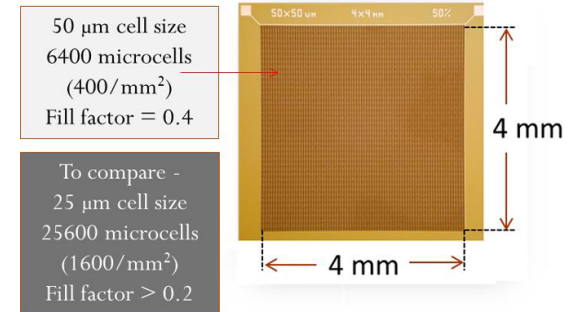 50 µm cell size
6400 microcells
(400/mm²)
Fill factor = 0.4
To compare -
25 µm cell size
25600 microcells
(1600/mm²)
Fill factor > 0.2
50×50 um 4×4 mm 50%
4 mm
4 mm